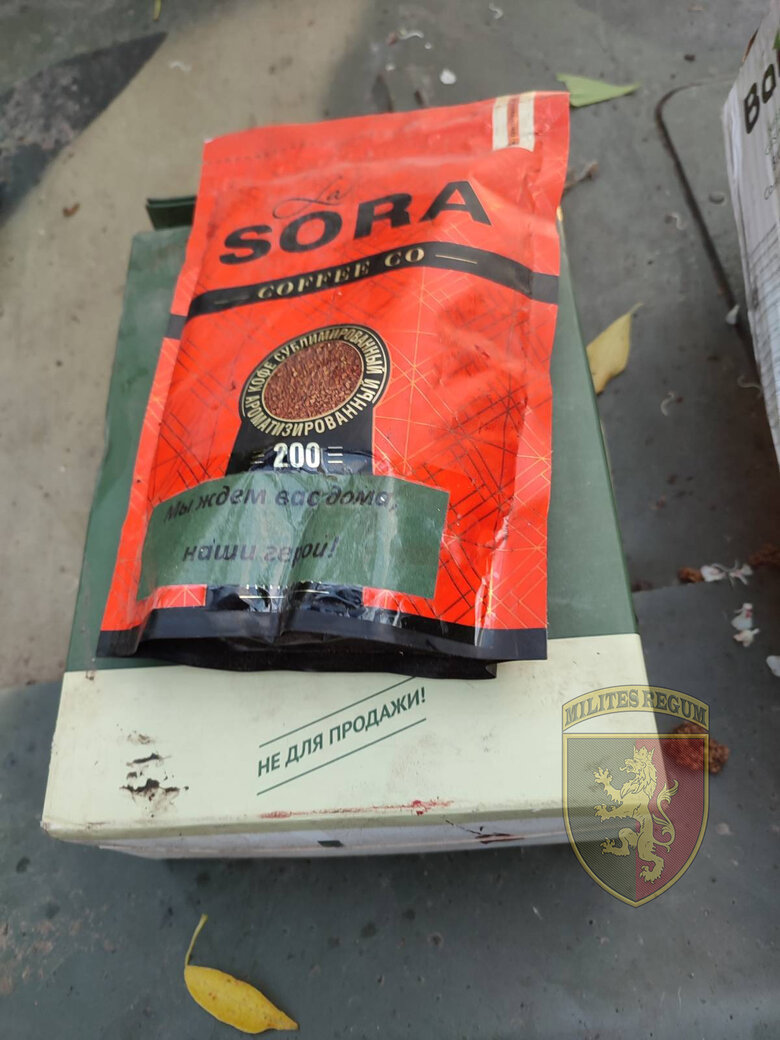 La
SORA
COFFEE CO
КОФЕ СУБЛИМИРОВАННЫЙ
АРОМАТИЗИРОВАННЫЙ
200
Мы ждем вас дома,
наши герои!
НЕ ДЛЯ ПРОДАЖИ!
MILITES REGUM